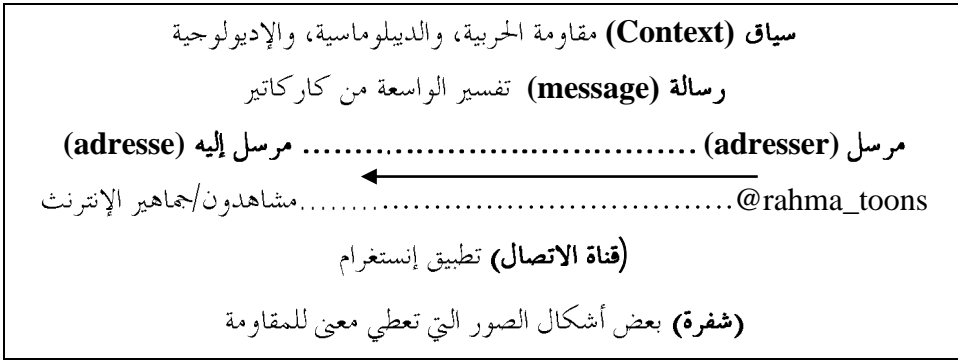 سياق (Context) مقاومة الحربية، والديبلوماسية، والإديولوجية
رسالة (message) تفسير الواسعة من كاركاتير
مرسل (adresser) ........................................ مرسل إليه (adresse)
@rahma_toons ........................................ مشاهدون/جماهير الإنترنث
(قناة الاتصال) تطبيق إنستغرام
(شفرة) بعض أشكال الصور التي تعطي معنى للمقاومة